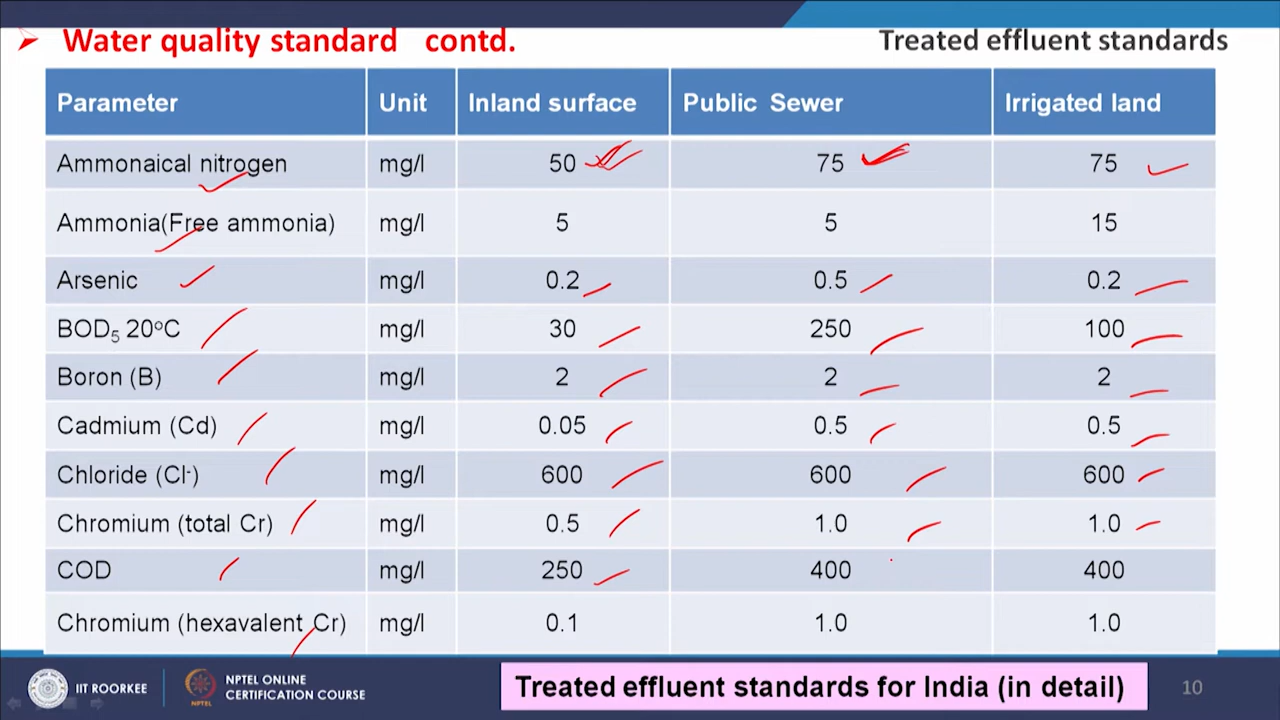 Water quality standard contd.
Treated effluent standards
Parameter Unit Inland surface Public Sewer Irrigated land
Ammonaical nitrogen mg/l 50 75 75
Ammonia(Free ammonia) mg/l 5 5 15
Arsenic mg/l 0.2 0.5 0.2
BOD₅ 20ºC mg/l 30 250 100
Boron (B) mg/l 2 2 2
Cadmium (Cd) mg/l 0.05 0.5 0.5
Chloride (Cl⁻) mg/l 600 600 600
Chromium (total Cr) mg/l 0.5 1.0 1.0
COD mg/l 250 400 400
Chromium (hexavalent Cr) mg/l 0.1 1.0 1.0
IIT ROORKEE
NPTEL
NPTEL ONLINE
CERTIFICATION COURSE
Treated effluent standards for India (in detail)
10